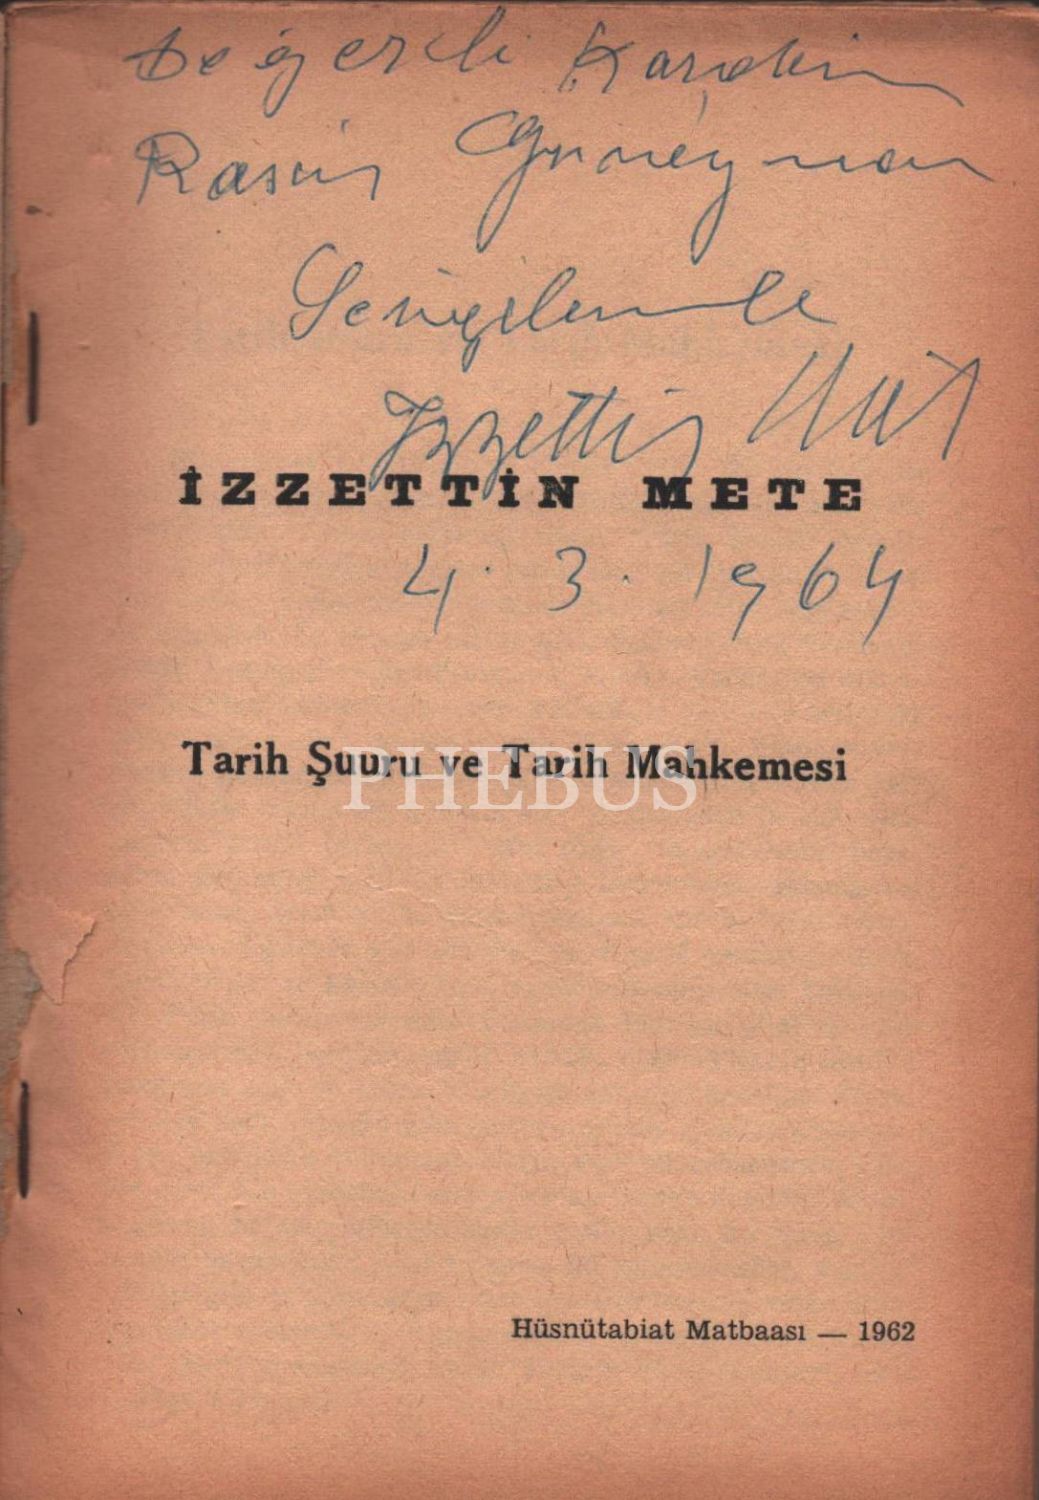 Değerli Kardeşim
Rasim
Sevgilerimle
İzzettin Mete
İZZETTİN METE
4.3.1964
Tarih Şuuru ve Tarih Mahkemesi
PHEBUS
Hüsnütabiat Matbaası — 1962